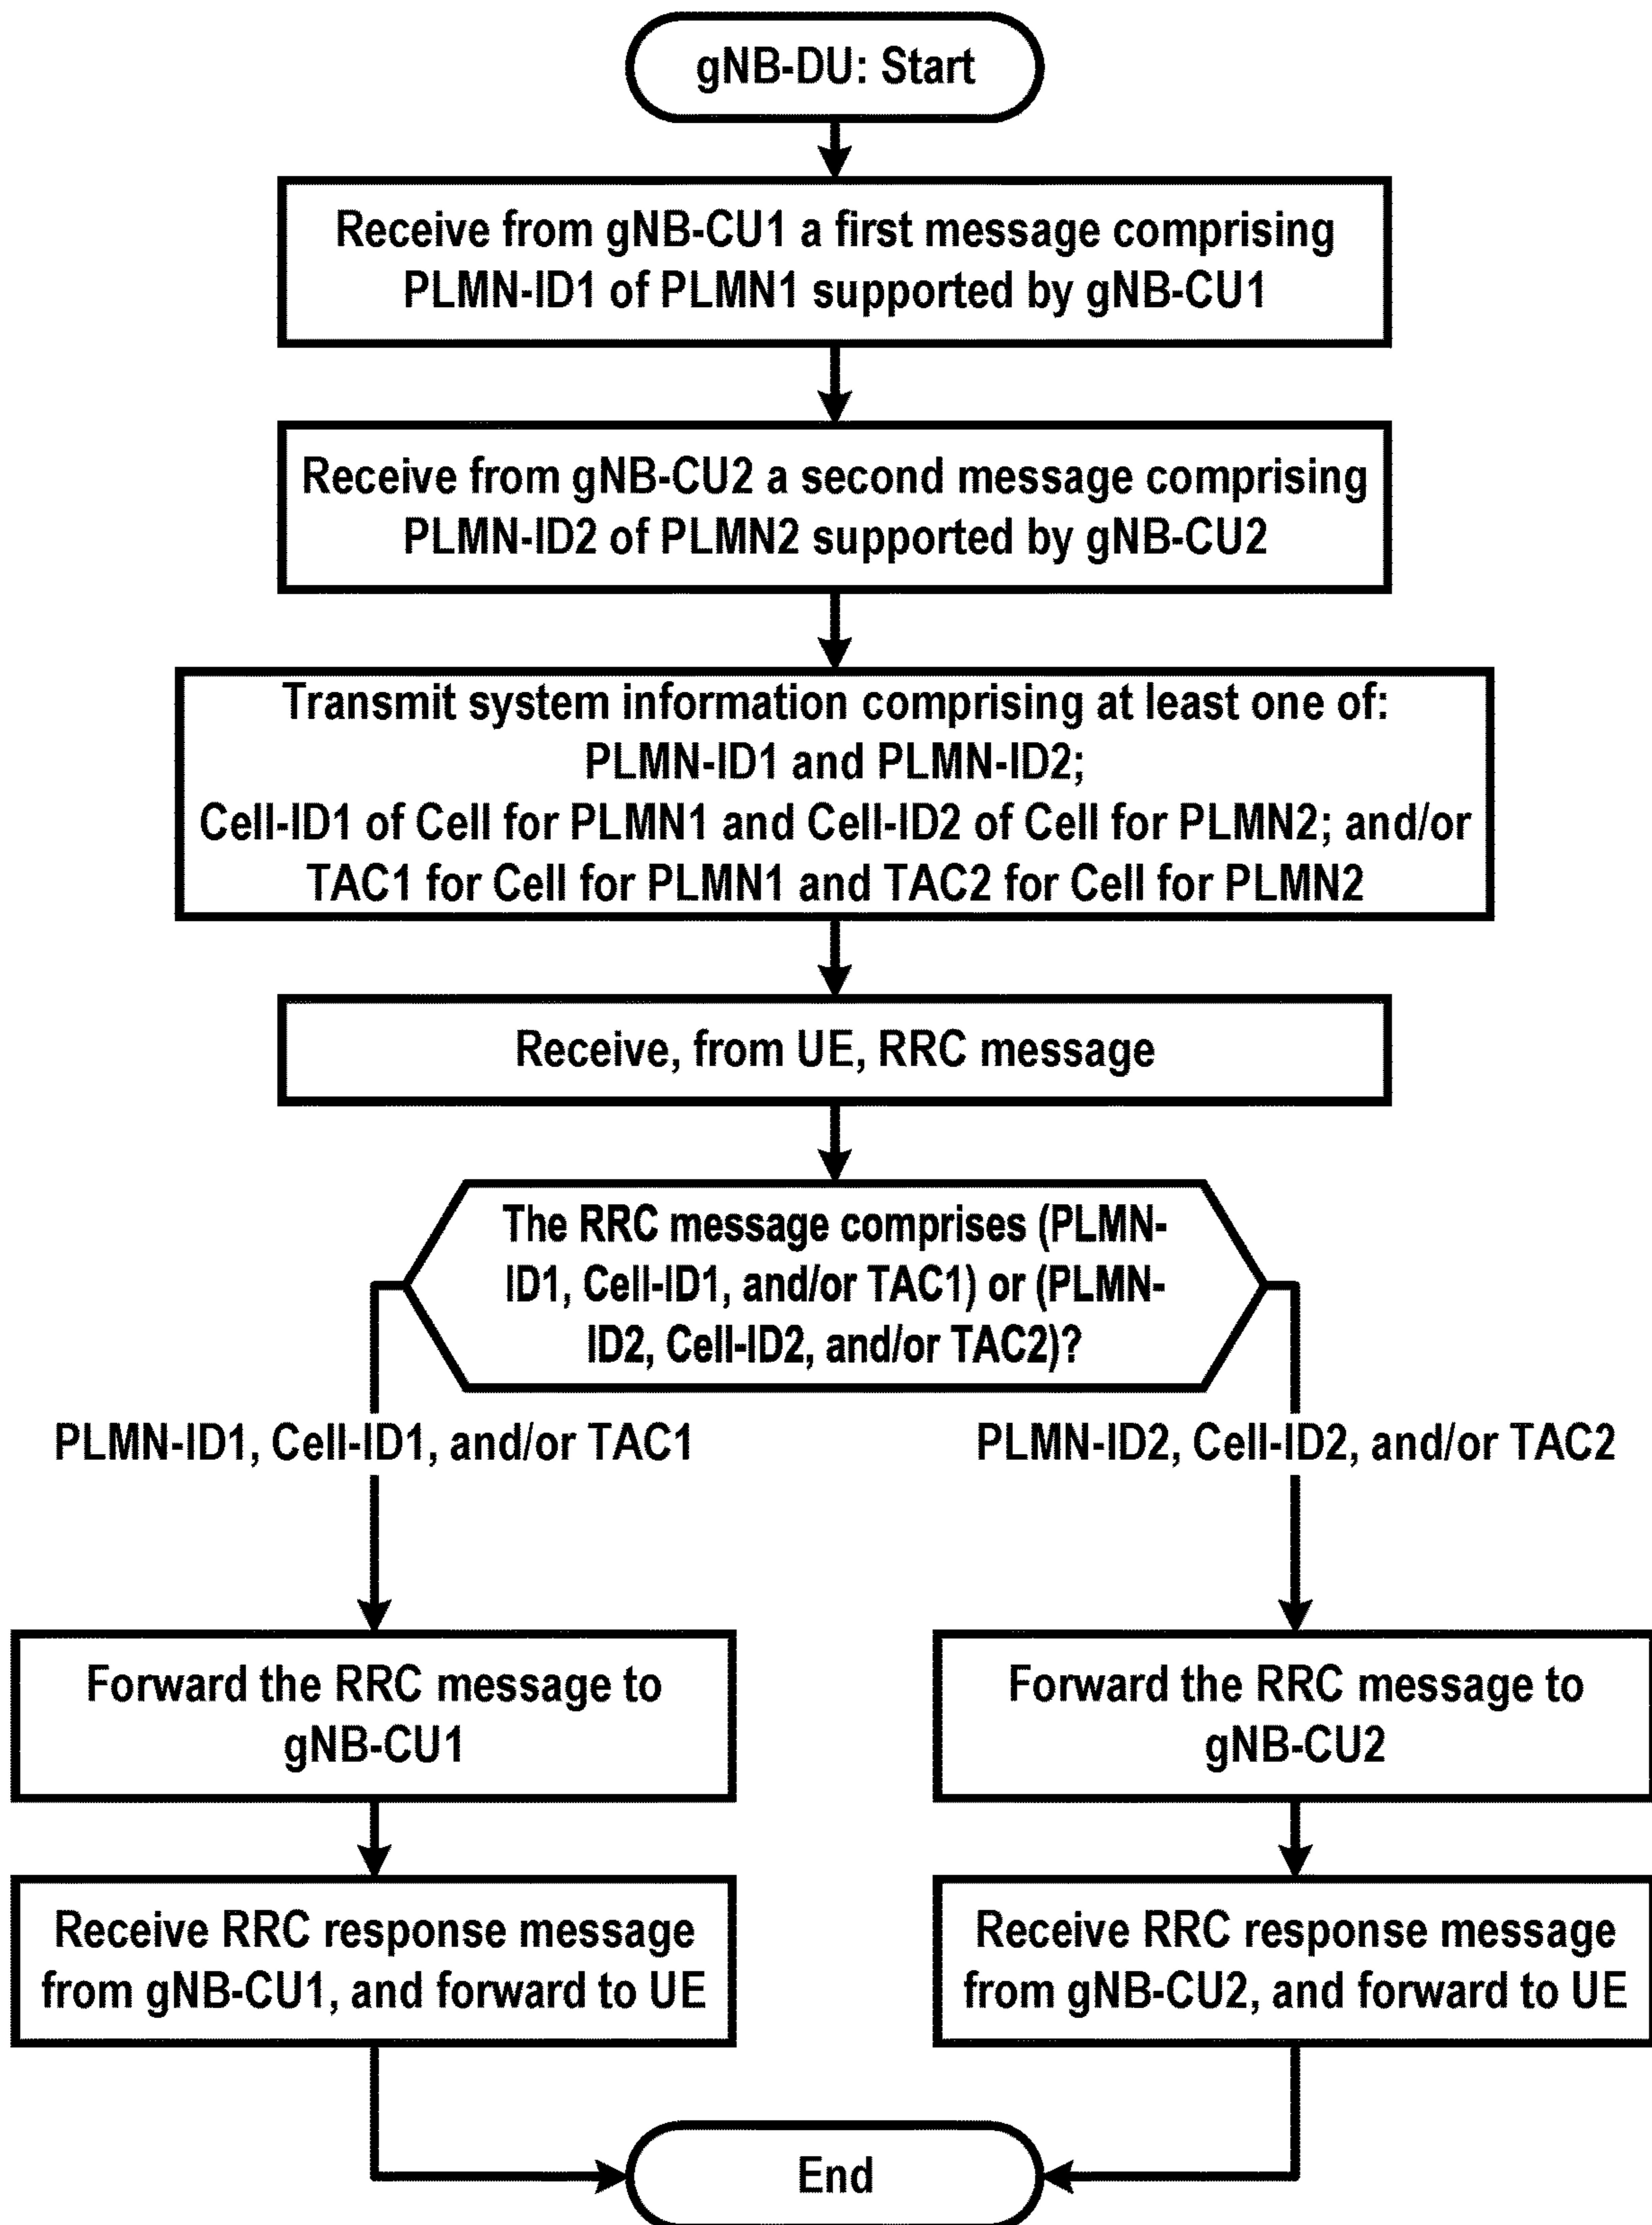 gNB-DU: Start
Receive from gNB-CU1 a first message comprising
PLMN-ID1 of PLMN1 supported by gNB-CU1
Receive from gNB-CU2 a second message comprising
PLMN-ID2 of PLMN2 supported by gNB-CU2
Transmit system information comprising at least one of:
PLMN-ID1 and PLMN-ID2;
Cell-ID1 of Cell for PLMN1 and Cell-ID2 of Cell for PLMN2; and/or
TAC1 for Cell for PLMN1 and TAC2 for Cell for PLMN2
Receive, from UE, RRC message
The RRC message comprises (PLMN-
ID1, Cell-ID1, and/or TAC1) or (PLMN-
ID2, Cell-ID2, and/or TAC2)?
PLMN-ID1, Cell-ID1, and/or TAC1
PLMN-ID2, Cell-ID2, and/or TAC2
Forward the RRC message to
gNB-CU1
Forward the RRC message to
gNB-CU2
Receive RRC response message
from gNB-CU1, and forward to UE
Receive RRC response message
from gNB-CU2, and forward to UE
End